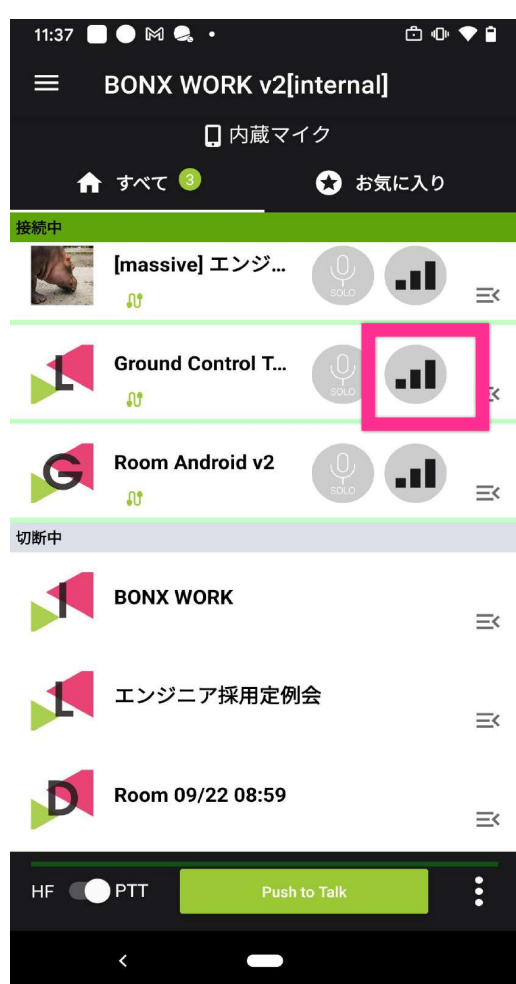 11:37
BONX WORK v2[internal]
内蔵マイク
すべて 3
お気に入り
接続中
[massive] エンジ...
SOLO
L
Ground Control T...
SOLO
G
Room Android v2
SOLO
切断中
I
BONX WORK
L
エンジニア採用定例会
D
Room 09/22 08:59
HF PTT
Push to Talk